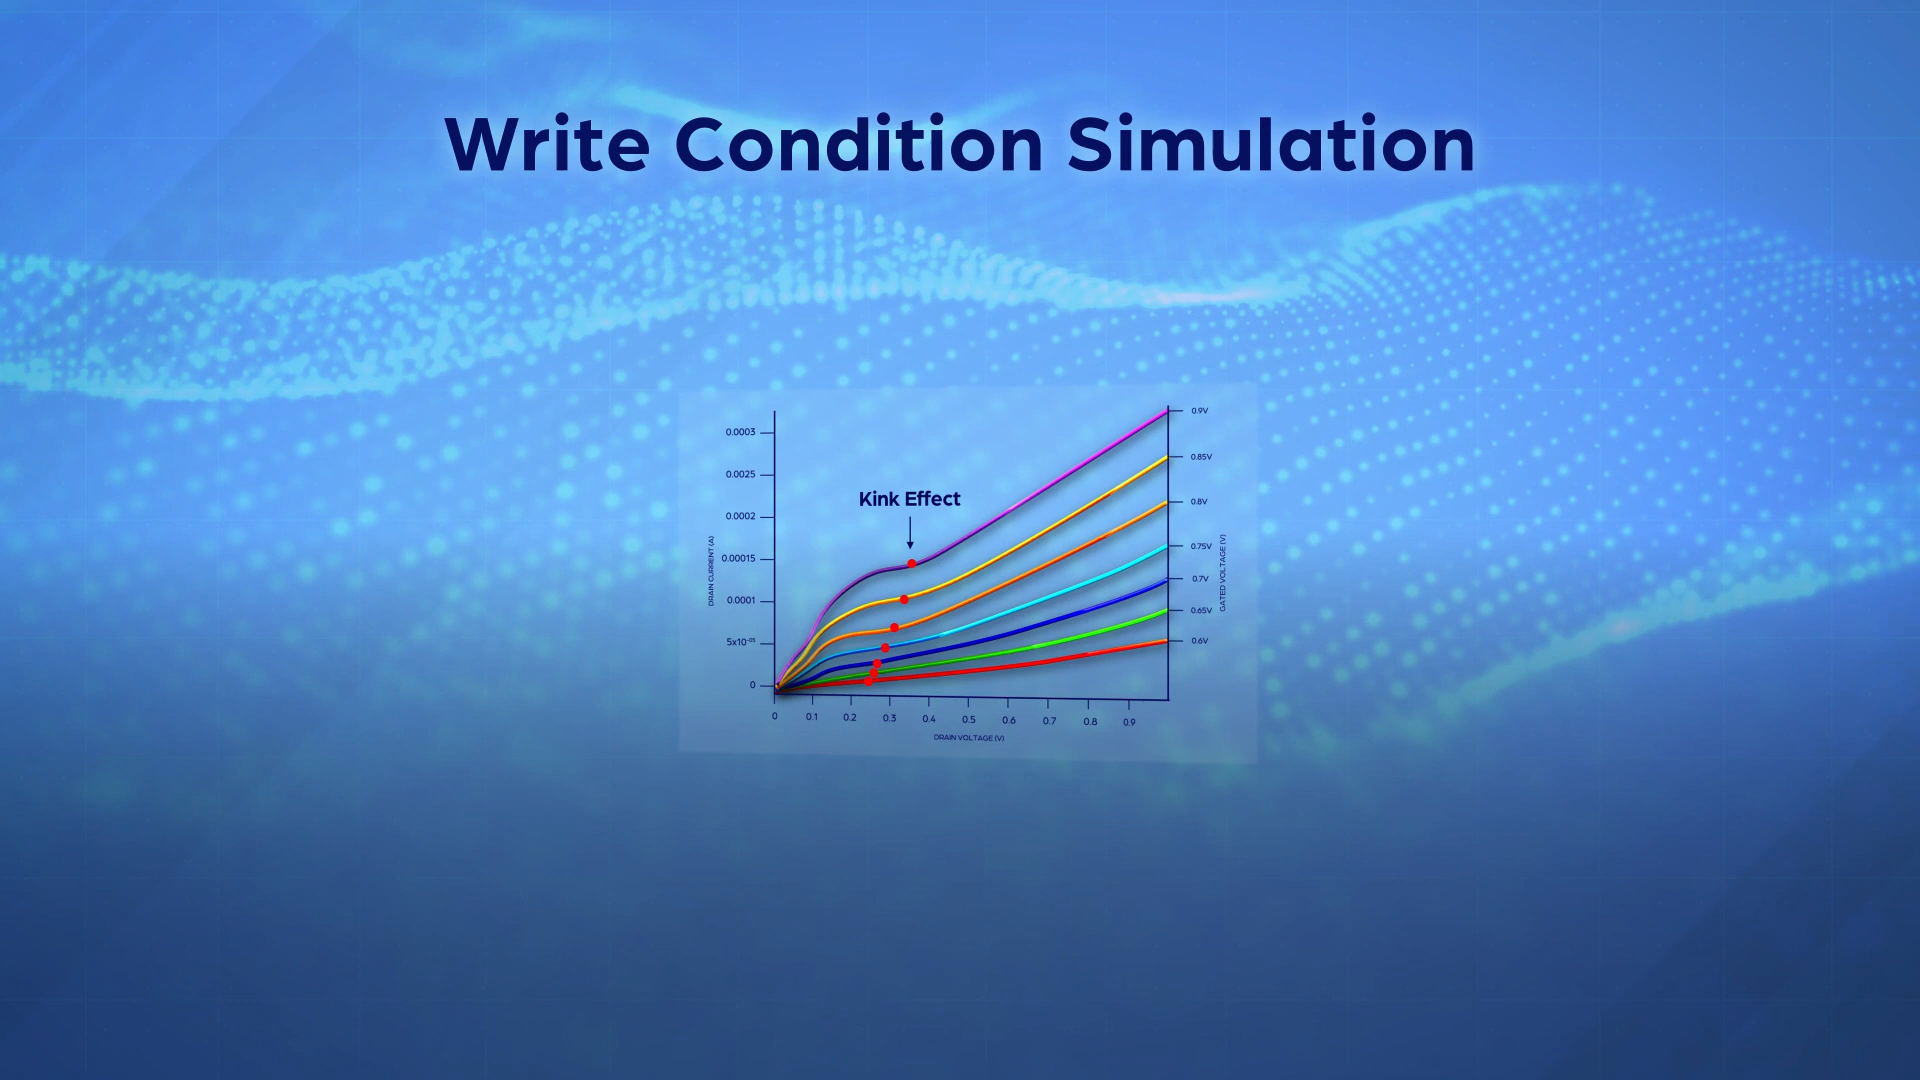 Write Condition Simulation
0.9V
0.0003
0.85V
0.0025
Kink Effect
0.8V
0.0002
0.75V
0.00015
0.7V
0.0001
0.65V
5x10⁻⁰⁵
0.6V
0
DRAIN CURRENT (A)
GATED VOLTAGE (V)
0 0.1 0.2 0.3 0.4 0.5 0.6 0.7 0.8 0.9
DRAIN VOLTAGE (V)